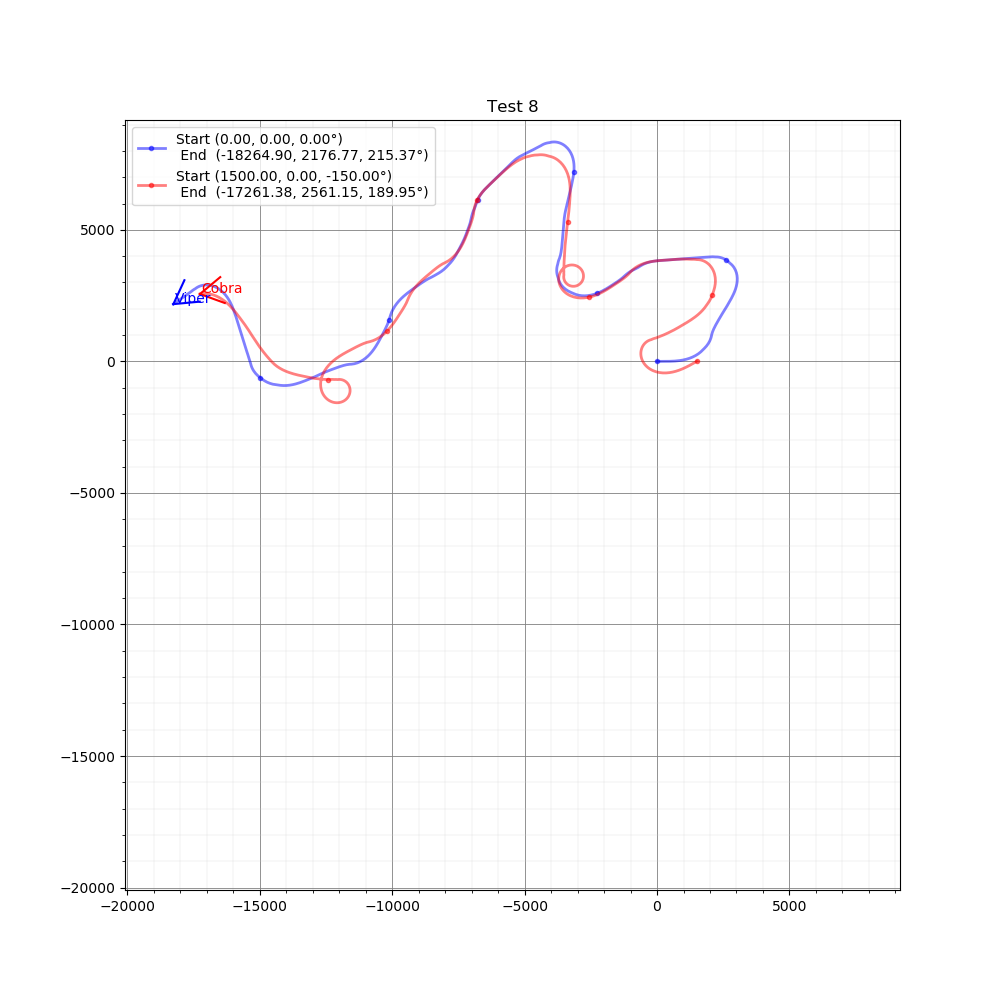 Test 8
Start (0.00, 0.00, 0.00°)
End  (-18264.90, 2176.77, 215.37°)
Start (1500.00, 0.00, -150.00°)
End  (-17261.38, 2561.15, 189.95°)
5000
Cobra
Viper
0
−5000
−10000
−15000
−20000
−20000 −15000 −10000 −5000 0 5000